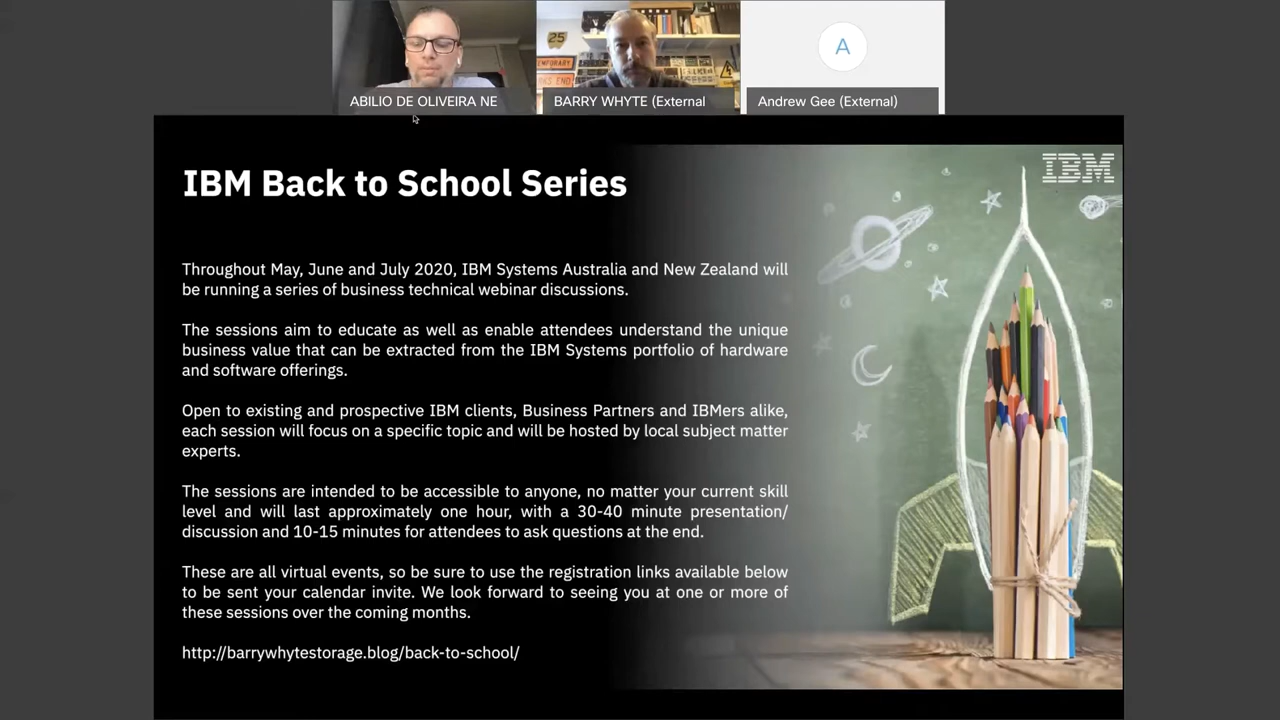 25
TEMPORARY
ABILIO DE OLIVEIRA NE
BARRY WHYTE (External
A
Andrew Gee (External)
IBM
IBM Back to School Series
Throughout May, June and July 2020, IBM Systems Australia and New Zealand will
be running a series of business technical webinar discussions.
The sessions aim to educate as well as enable attendees understand the unique
business value that can be extracted from the IBM Systems portfolio of hardware
and software offerings.
Open to existing and prospective IBM clients, Business Partners and IBMers alike,
each session will focus on a specific topic and will be hosted by local subject matter
experts.
The sessions are intended to be accessible to anyone, no matter your current skill
level and will last approximately one hour, with a 30-40 minute presentation/
discussion and 10-15 minutes for attendees to ask questions at the end.
These are all virtual events, so be sure to use the registration links available below
to be sent your calendar invite. We look forward to seeing you at one or more of
these sessions over the coming months.
http://barrywhytestorage.blog/back-to-school/